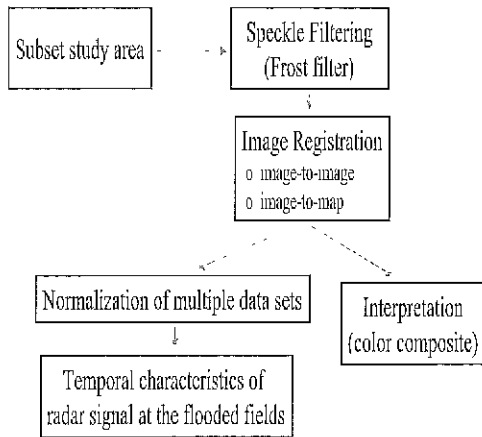 Subset study area
Speckle Filtering
(Frost filter)
Image Registration
o image-to-image
o image-to-map
Normalization of multiple data sets
Interpretation
(color composite)
Temporal characteristics of
radar signal at the flooded fields